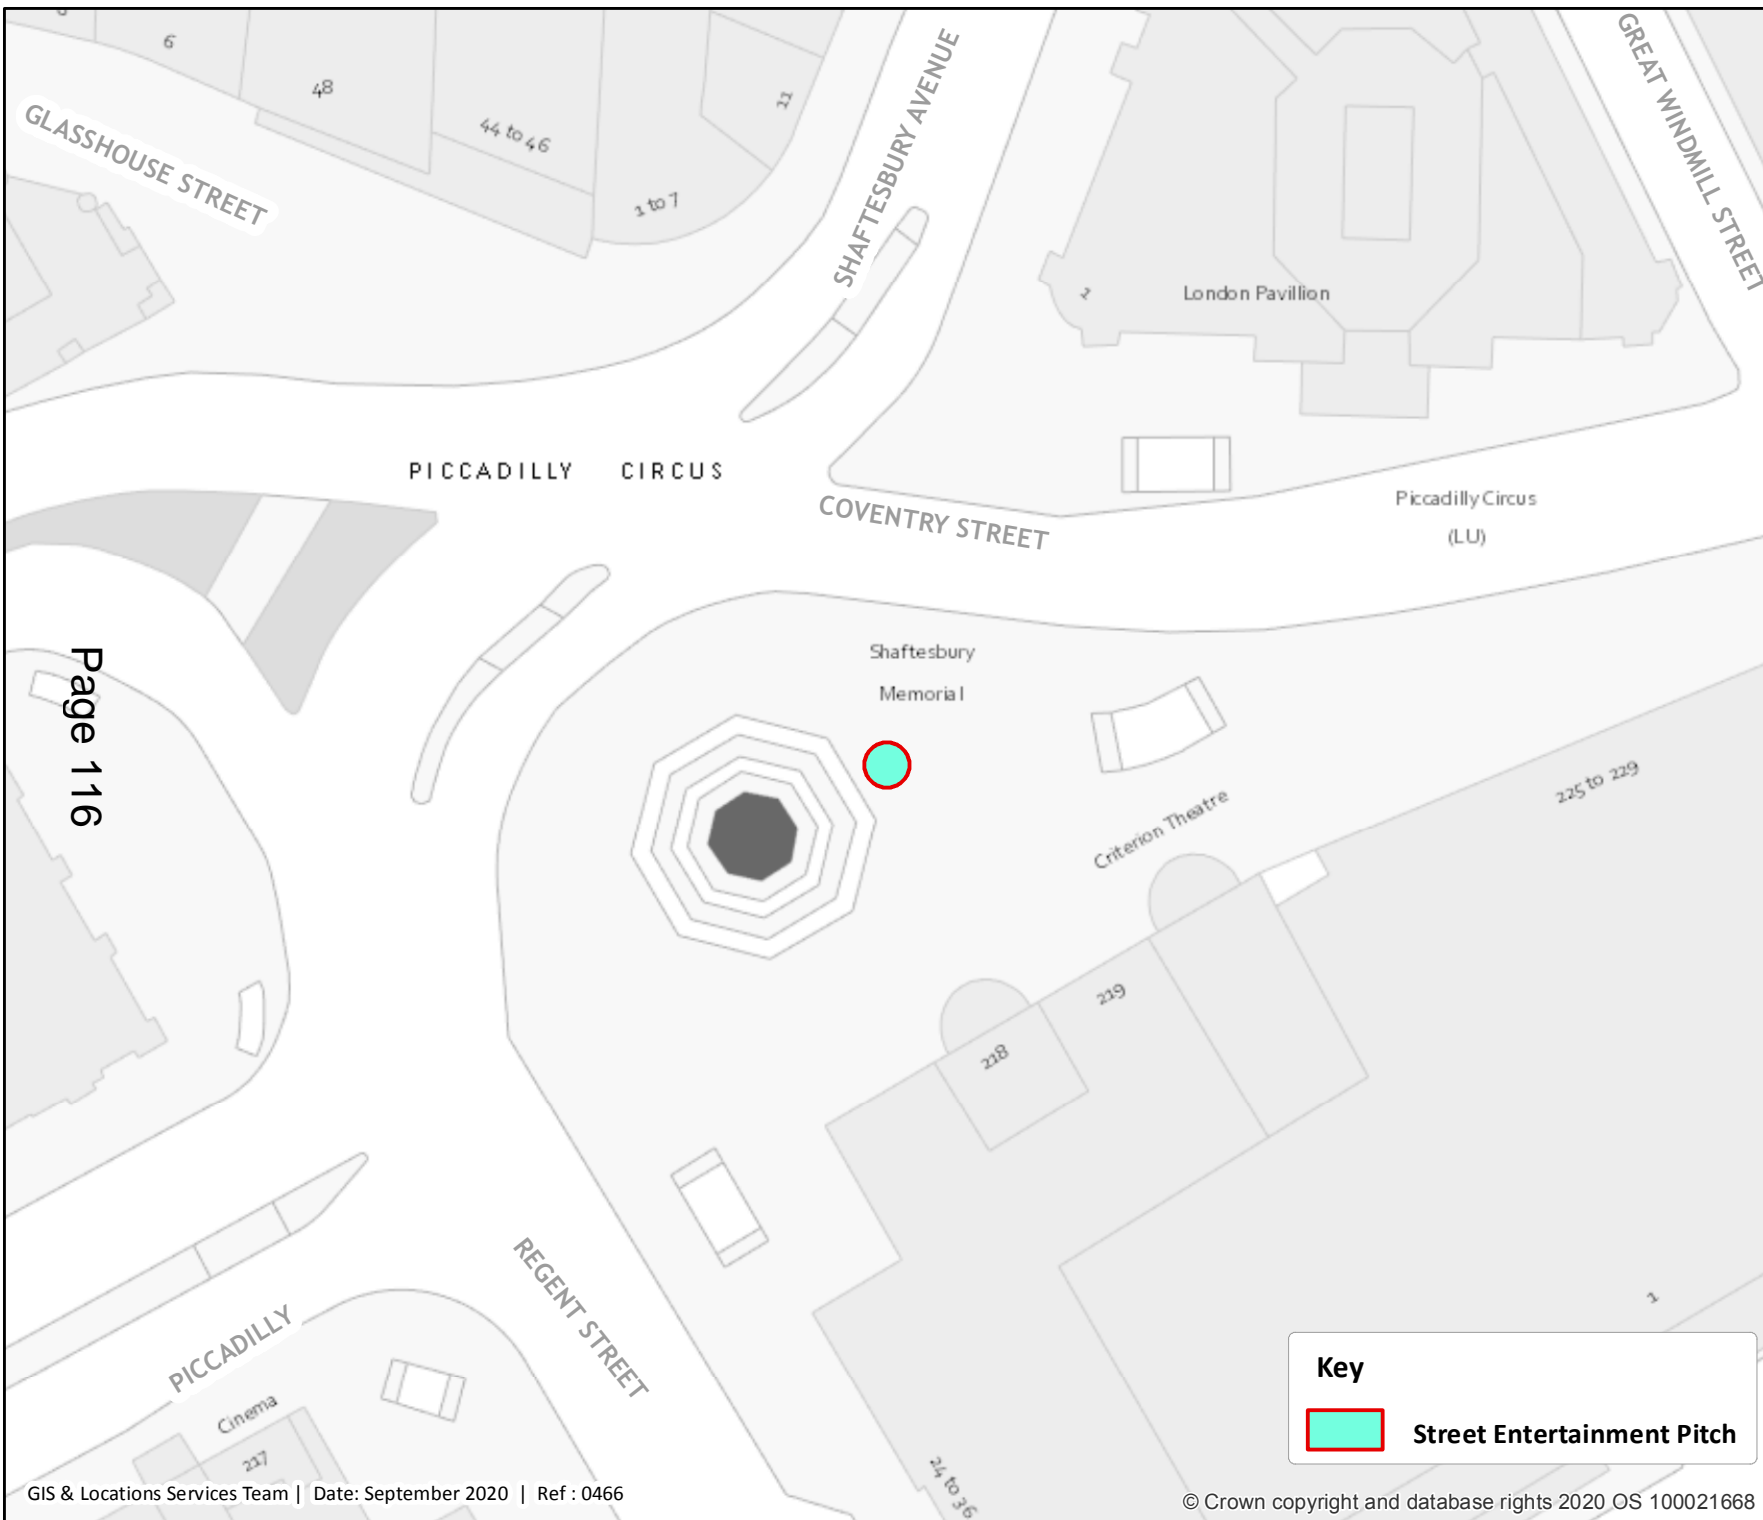 6
48
44 to 46
11
1 to 7
GLASSHOUSE STREET
SHAFTESBURY AVENUE
GREAT WINDMILL STREET
1
London Pavillion
PICCADILLY CIRCUS
COVENTRY STREET
Piccadilly Circus
(LU)
Shaftesbury
Memorial
Page 116
Criterion Theatre
225 to 229
219
218
REGENT STREET
PICCADILLY
Cinema
217
24 to 36
1
Key
Street Entertainment Pitch
GIS & Locations Services Team | Date: September 2020 | Ref : 0466
© Crown copyright and database rights 2020 OS 100021668